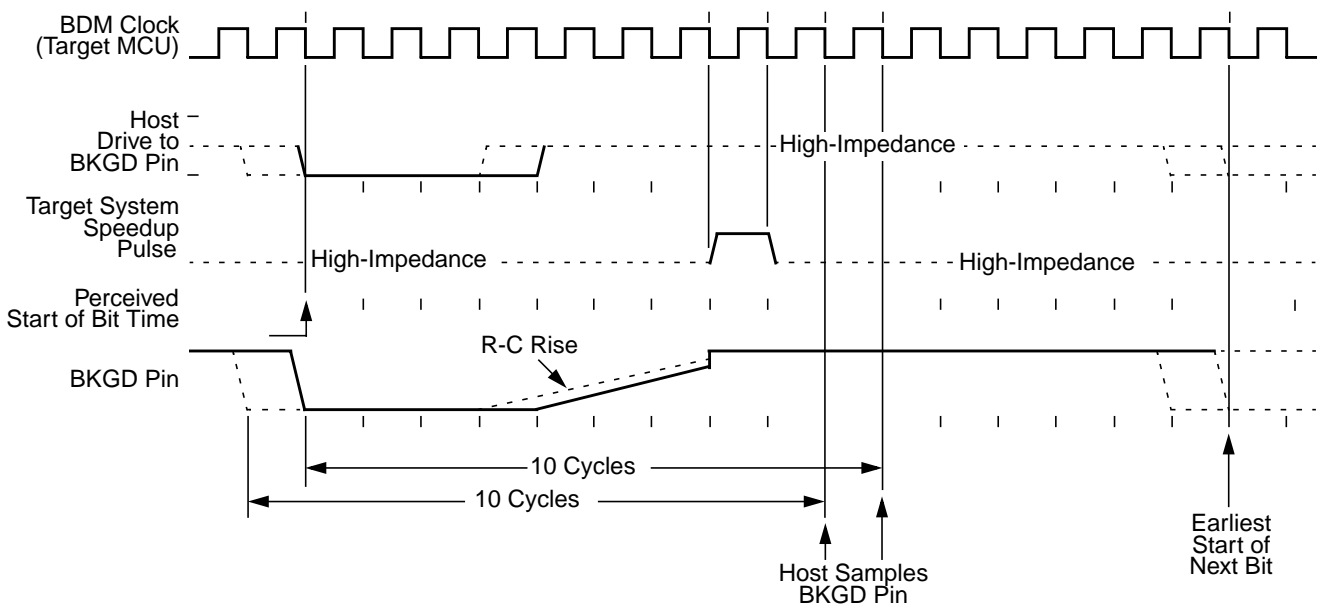 BDM Clock
(Target MCU)
Host
Drive to
BKGD Pin
High-Impedance
Target System
Speedup
Pulse
High-Impedance
High-Impedance
Perceived
Start of Bit Time
R-C Rise
BKGD Pin
10 Cycles
10 Cycles
Host Samples
BKGD Pin
Earliest
Start of
Next Bit